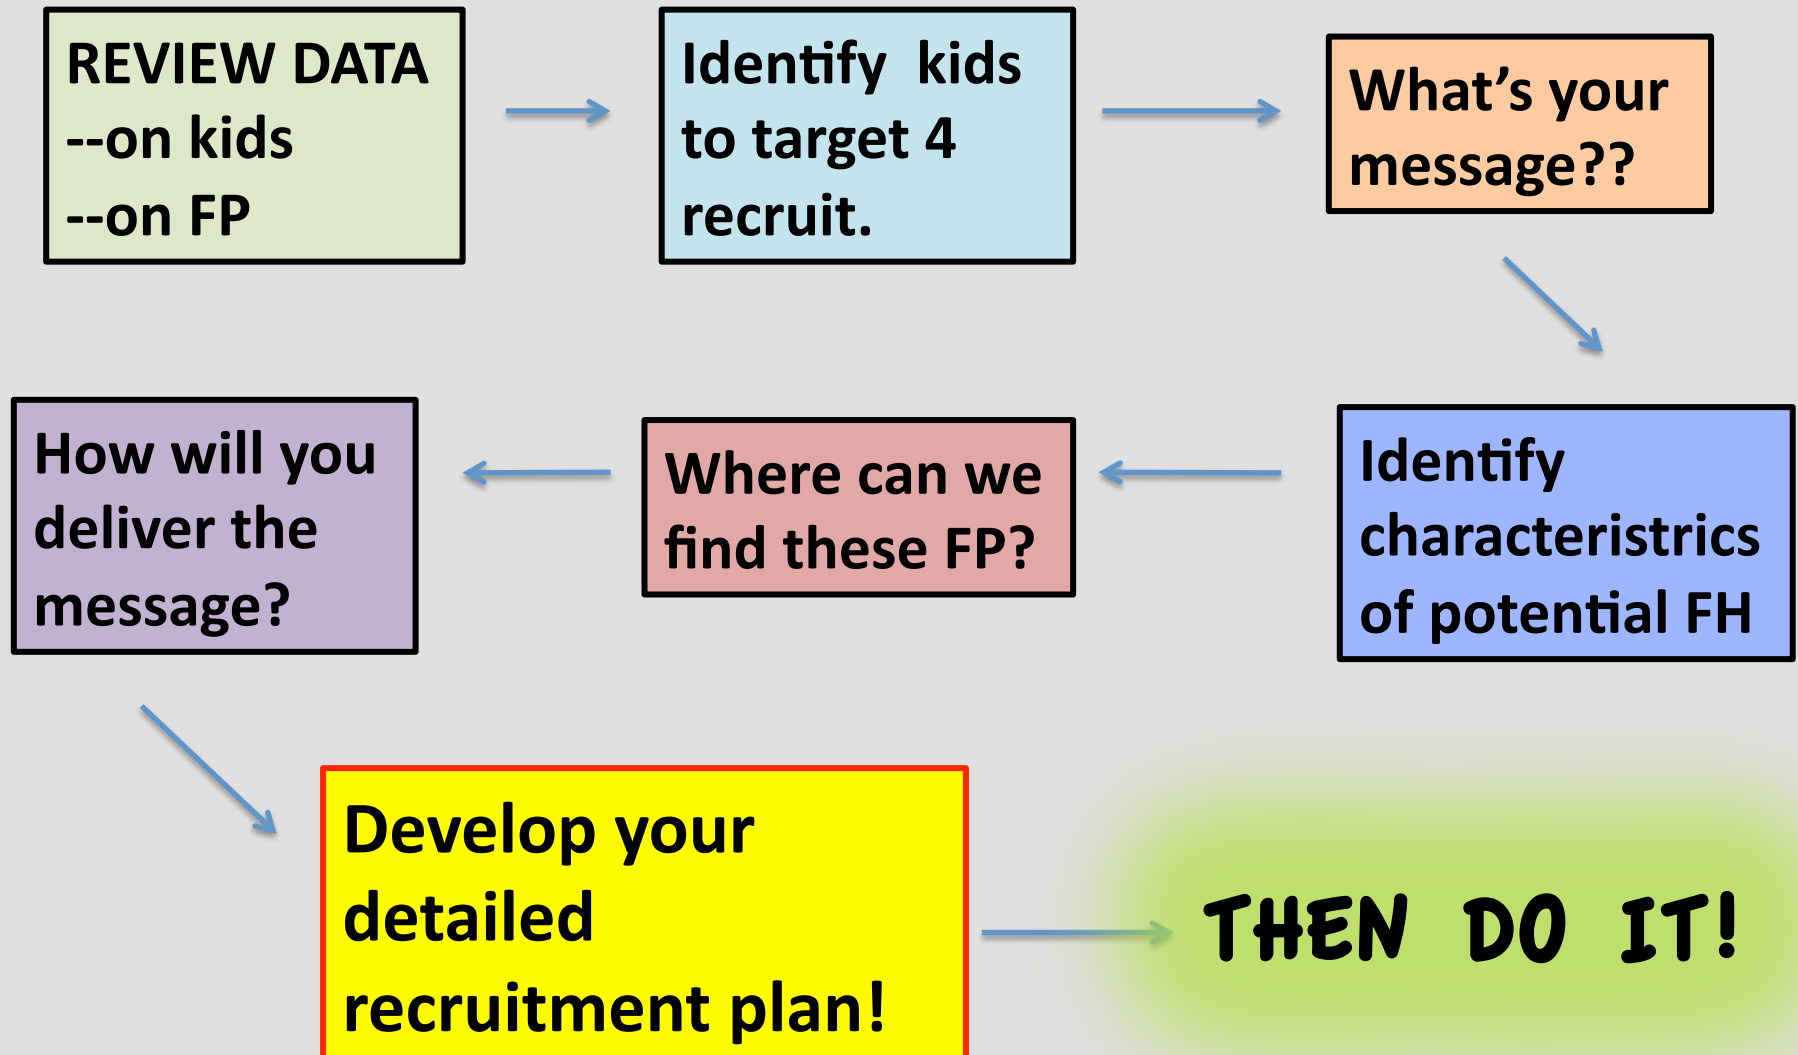 REVIEW DATA
--on kids
--on FP
Identify kids
to target 4
recruit.
What’s your
message??
Identify
characteristrics
of potential FH
Where can we
find these FP?
How will you
deliver the
message?
Develop your
detailed
recruitment plan!
THEN DO IT!